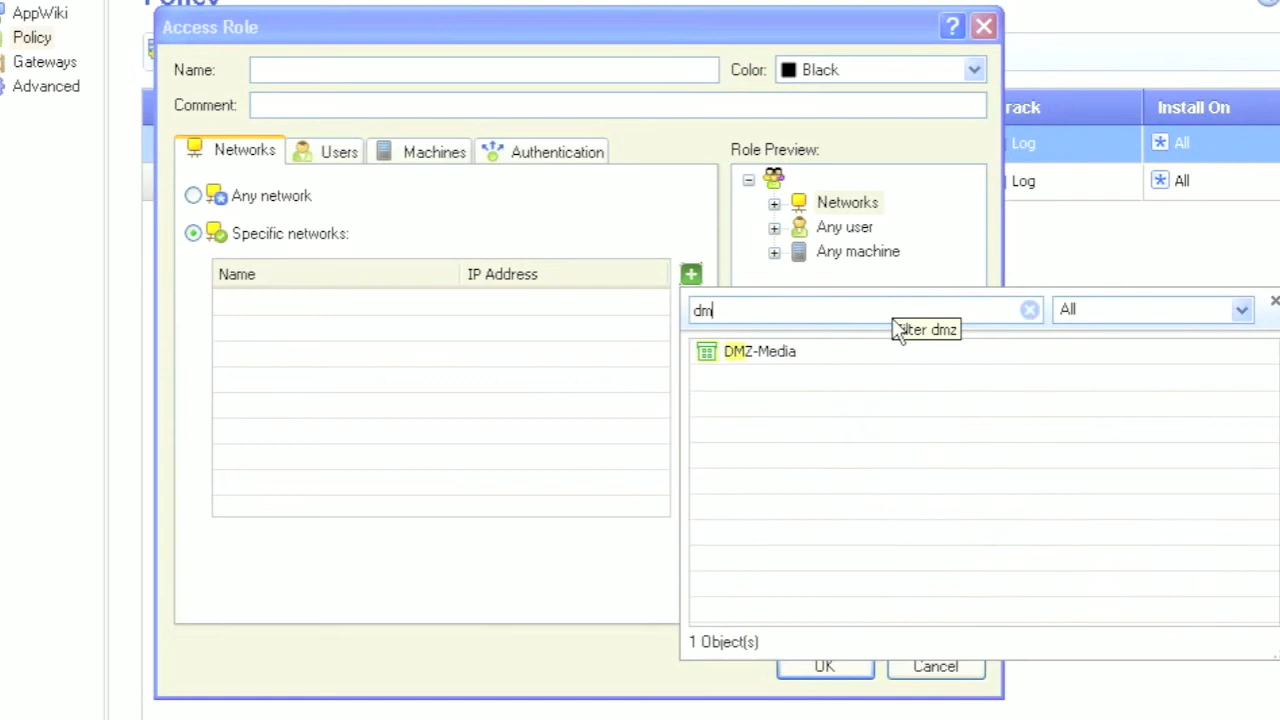 Policy
AppWiki
Policy
Gateways
Advanced
Access Role
Name:
Color:
Black
Comment:
Networks
Users
Machines
Authentication
Any network
Specific networks:
Name
IP Address
Role Preview:
Networks
Any user
Any machine
rack
Install On
Log
All
Log
All
dm
All
filter dmz
DMZ-Media
1 Object(s)
OK
Cancel